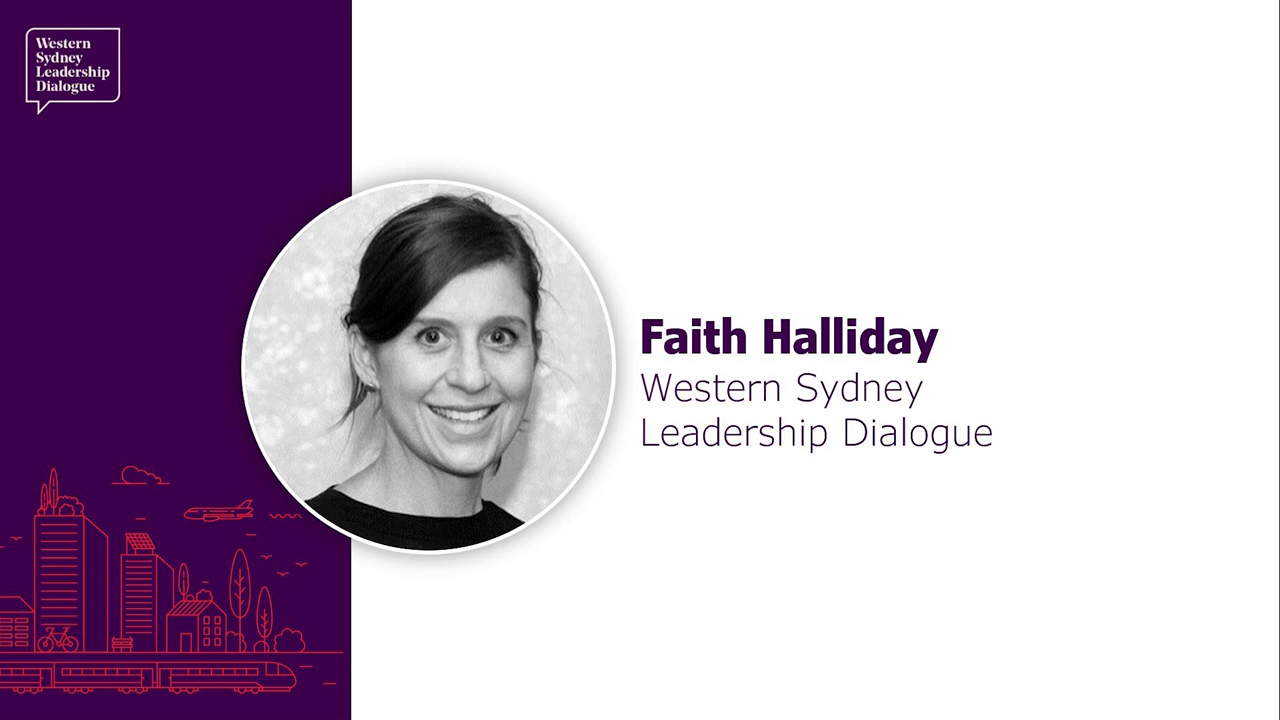 Western
Sydney
Leadership
Dialogue
Faith Halliday
Western Sydney
Leadership Dialogue